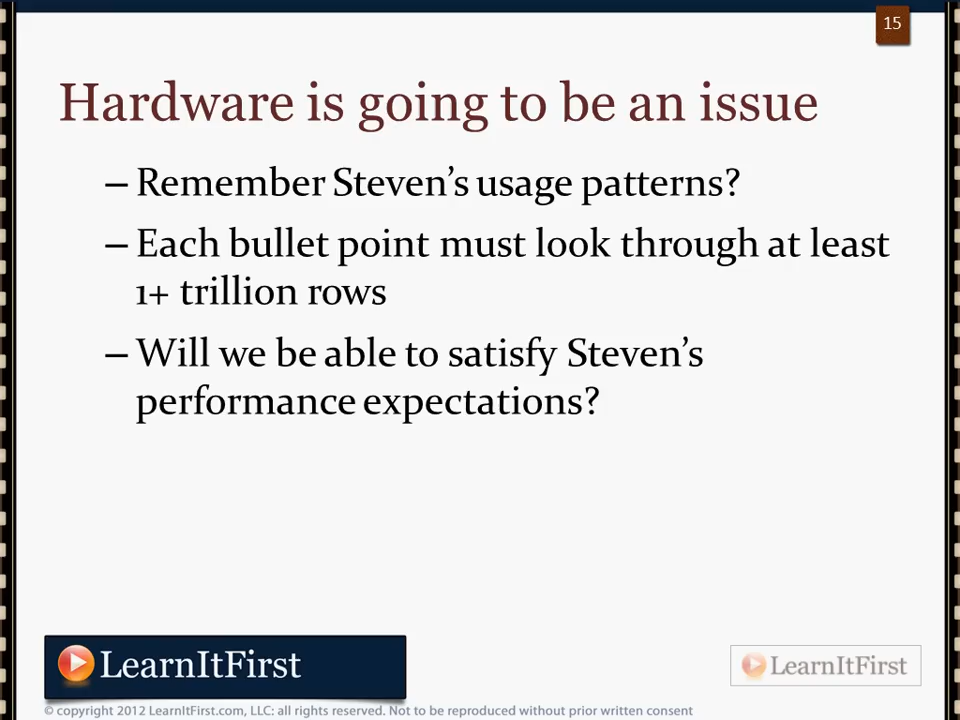 15
Hardware is going to be an issue
– Remember Steven’s usage patterns?
– Each bullet point must look through at least
1+ trillion rows
– Will we be able to satisfy Steven’s
performance expectations?
LearnItFirst
LearnItFirst
© copyright 2012 LearnItFirst.com, LLC: all rights reserved. Not to be reproduced without prior written consent